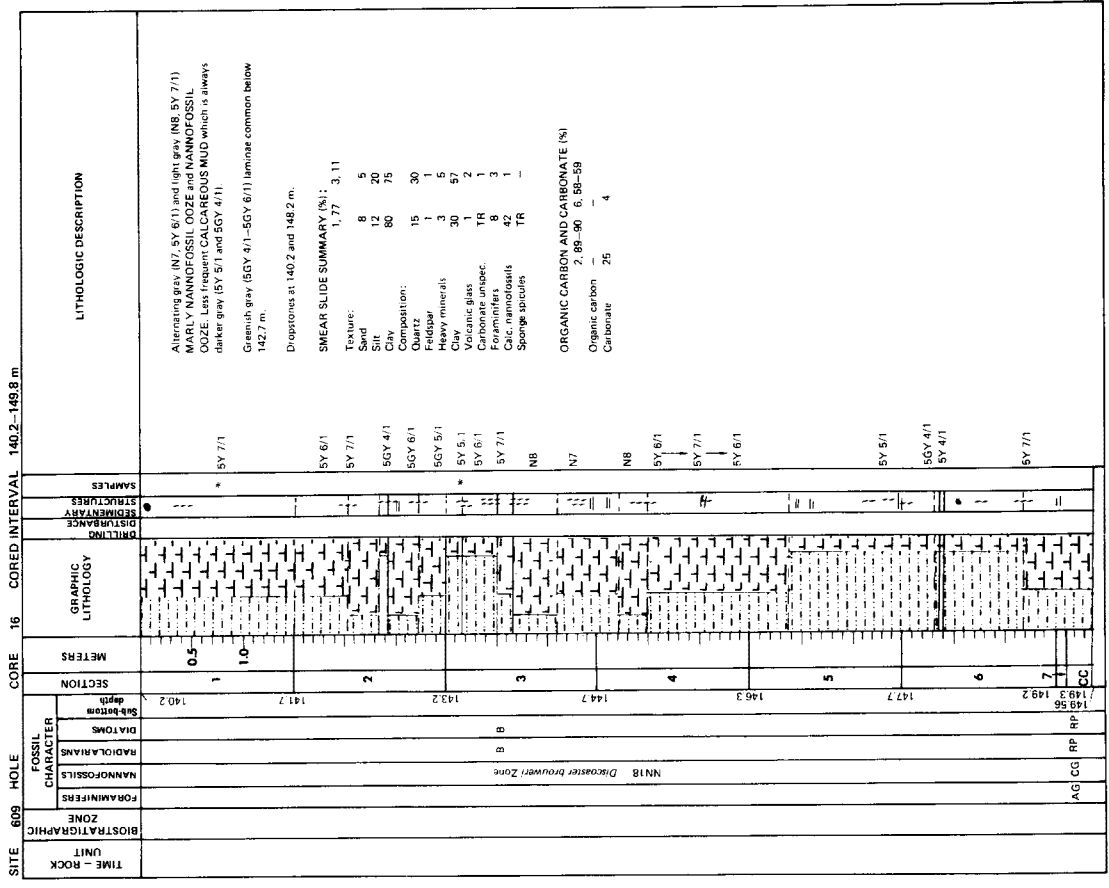 SITE 609 HOLE CORE 16 CORED INTERVAL 140.2–149.8 m
TIME – ROCK
UNIT
BIOSTRATIGRAPHIC
ZONE
FOSSIL
CHARACTER
FORAMINIFERS
NANNOFOSSILS
RADIOLARIANS
DIATOMS
Sub-bottom
depth
SECTION
METERS
GRAPHIC
LITHOLOGY
DRILLING
DISTURBANCE
SEDIMENTARY
STRUCTURES
SAMPLES
LITHOLOGIC DESCRIPTION
NN18 Discoaster brouweri Zone
B
B
AG
CG
RP
RP
140.2
141.7
143.2
144.7
146.3
147.7
149.2
149.3
149.56
1
2
3
4
5
6
7
CC
0.5
1.0
*
*
5Y 7/1
5Y 6/1
5Y 7/1
5GY 4/1
5GY 6/1
5GY 5/1
5Y 5.1
5Y 6/1
5Y 7/1
N8
N7
N8
5Y 6/1
5Y 7/1
5Y 6/1
5Y 5/1
5GY 4/1
5Y 4/1
5Y 7/1
Alternating gray (N7, 5Y 6/1) and light gray (N8, 5Y 7/1)
MARLY NANNOFOSSIL OOZE and NANNOFOSSIL
OOZE. Less frequent CALCAREOUS MUD which is always
darker gray (5Y 5/1 and 5GY 4/1).
Greenish gray (5GY 4/1–5GY 6/1) laminae common below
142.7 m.
Dropstones at 140.2 and 148.2 m.
SMEAR SLIDE SUMMARY (%):
1, 77 3, 11
Texture:
Sand 8 5
Silt 12 20
Clay 80 75
Composition:
Quartz 15 30
Feldspar 1 1
Heavy minerals 3 5
Clay 30 57
Volcanic glass 1 2
Carbonate unspec. TR 1
Foraminifers 8 3
Calc. nannofossils 42 1
Sponge spicules TR –
ORGANIC CARBON AND CARBONATE (%)
2, 89–90 6, 58–59
Organic carbon – –
Carbonate 25 4